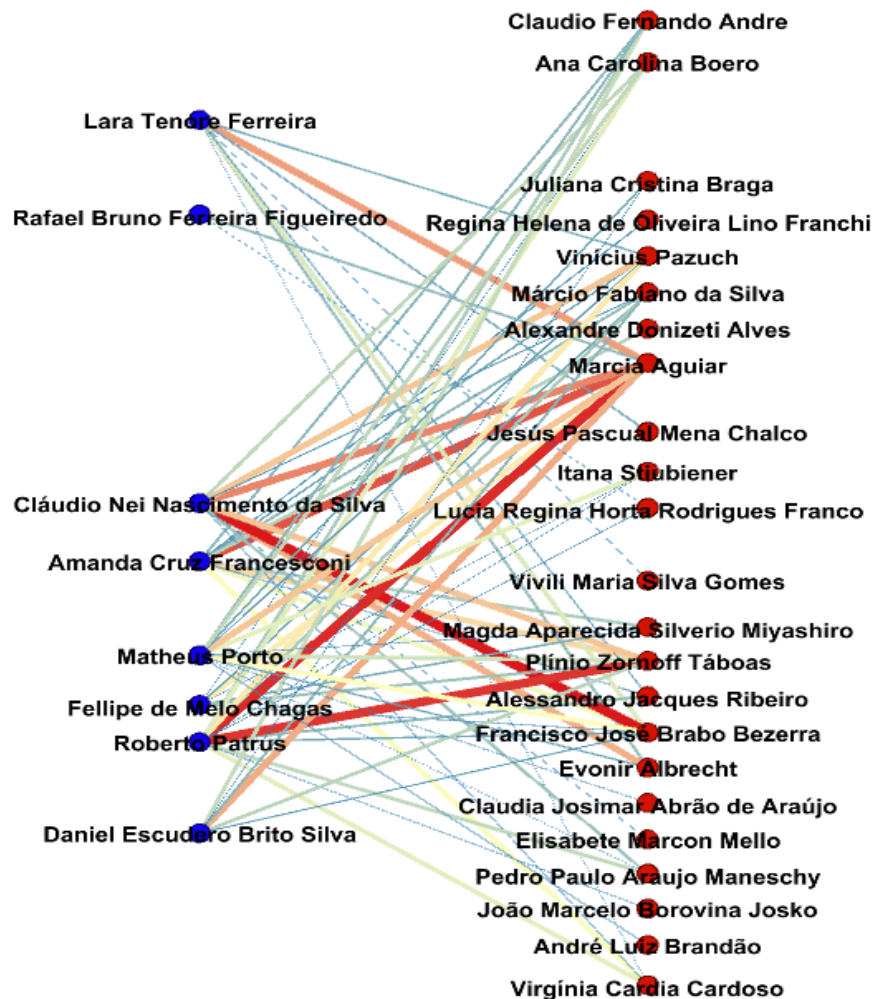 Lara Tenore Ferreira
Rafael Bruno Ferreira Figueiredo
Cláudio Nei Nascimento da Silva
Amanda Cruz Francesconi
Matheus Porto
Fellipe de Melo Chagas
Roberto Patrus
Daniel Escudero Brito Silva
Claudio Fernando Andre
Ana Carolina Boero
Juliana Cristina Braga
Regina Helena de Oliveira Lino Franchi
Vinícius Pazuch
Márcio Fabiano da Silva
Alexandre Donizeti Alves
Marcia Aguiar
Jesús Pascual Mena Chalco
Itana Stiubiener
Lucia Regina Horta Rodrigues Franco
Vivili Maria Silva Gomes
Magda Aparecida Silverio Miyashiro
Plínio Zornoff Táboas
Alessandro Jacques Ribeiro
Francisco José Brabo Bezerra
Evonir Albrecht
Claudia Josimar Abrão de Araújo
Elisabete Marcon Mello
Pedro Paulo Araujo Maneschy
João Marcelo Borovina Josko
André Luiz Brandão
Virgínia Cardia Cardoso